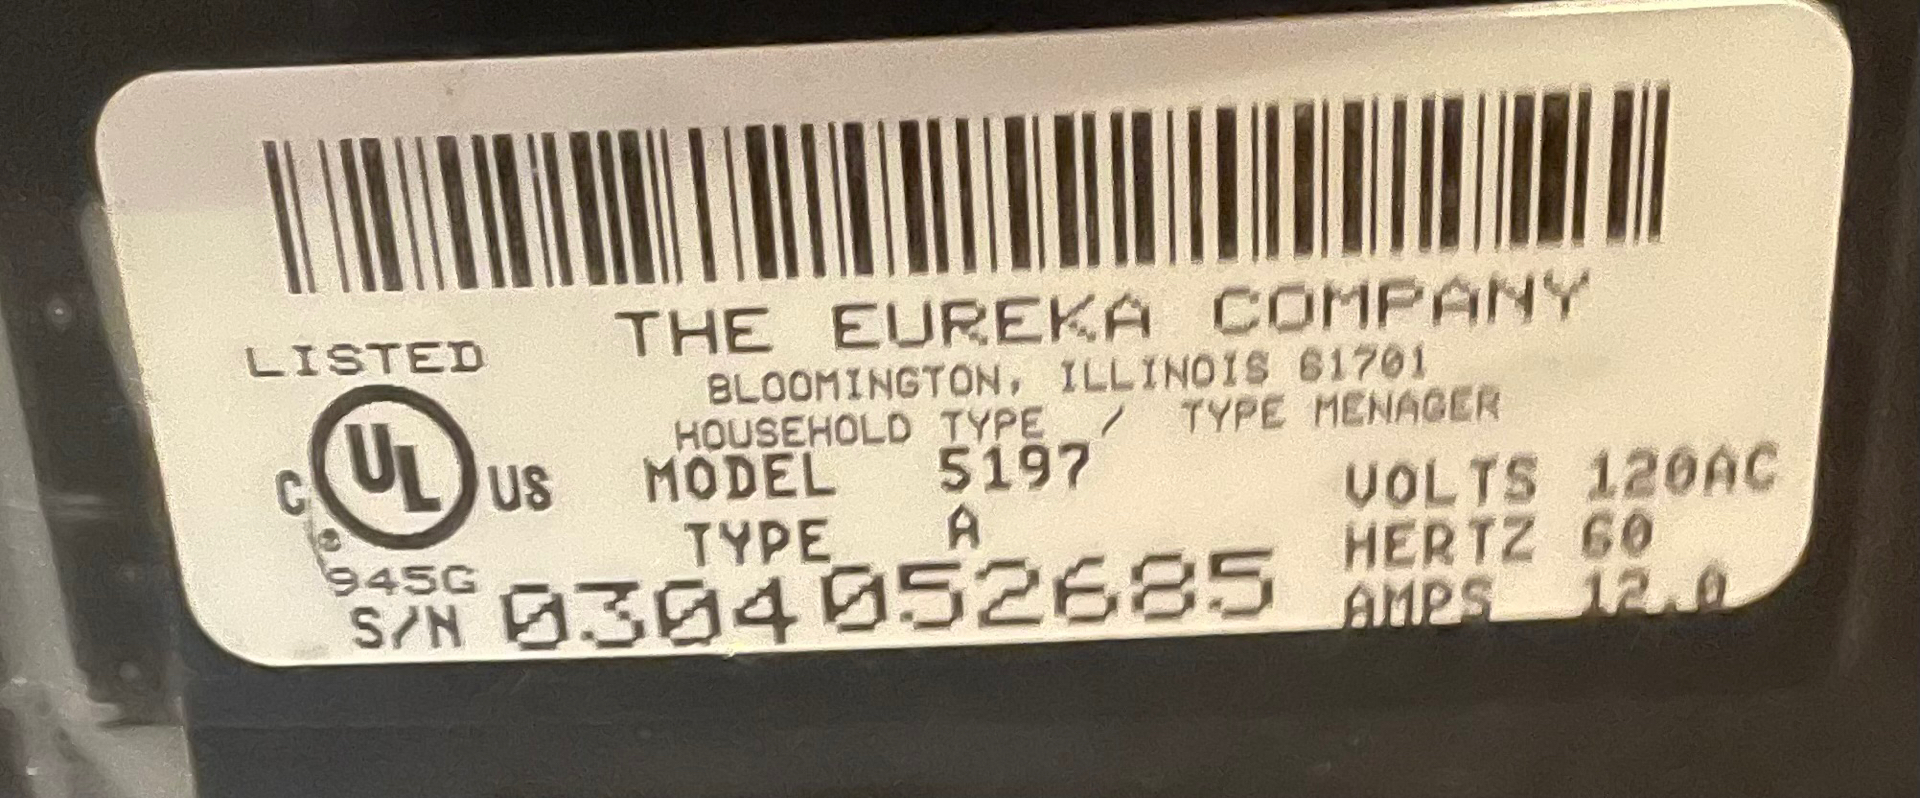 THE EUREKA COMPANY
BLOOMINGTON, ILLINOIS 61701
HOUSEHOLD TYPE / TYPE MENAGER
LISTED
C UL US
945G
MODEL 5197
TYPE A
S/N 0304052685
VOLTS 120AC
HERTZ 60
AMPS 12.0